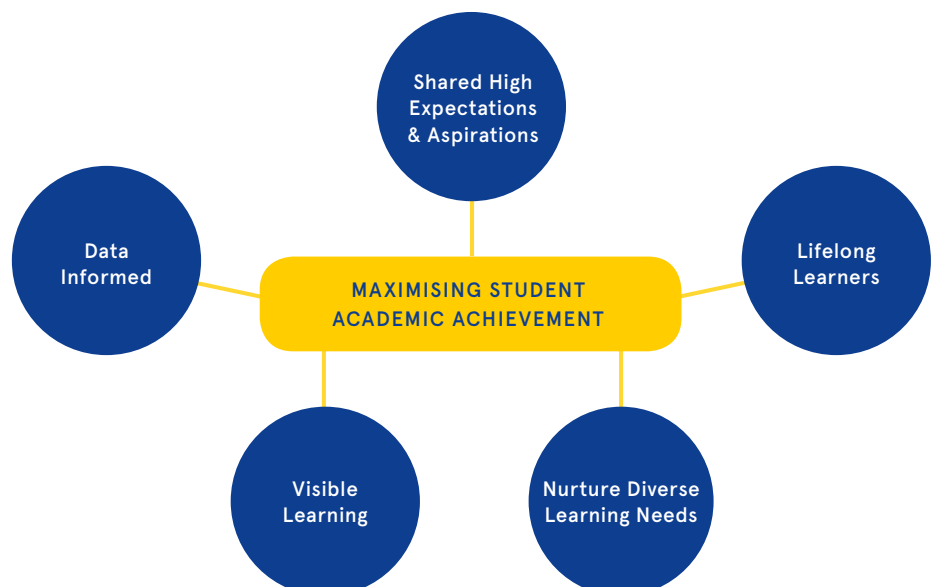 Shared High
Expectations
& Aspirations
Data
Informed
Lifelong
Learners
MAXIMISING STUDENT
ACADEMIC ACHIEVEMENT
Visible
Learning
Nurture Diverse
Learning Needs